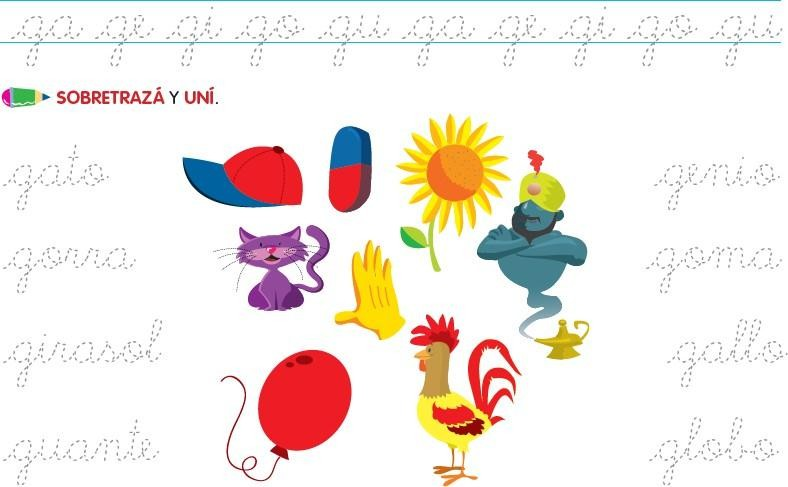 ga ge gi go gu ga ge gi go gu
SOBRETRAZÁ Y UNÍ.
gato
genio
gorra
goma
girasol
gallo
guante
globo